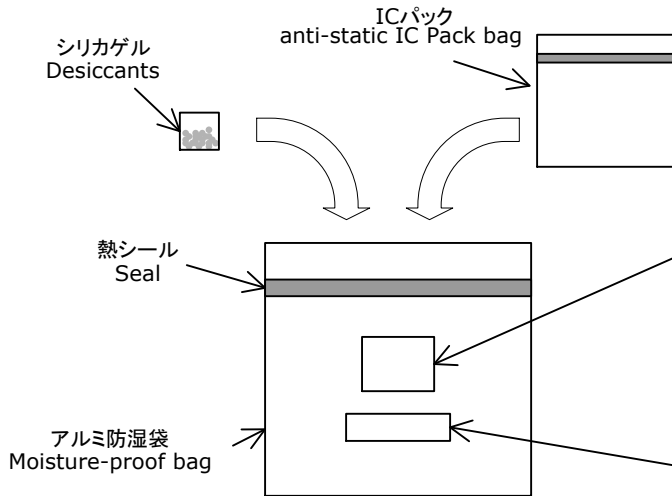 ICパック
anti-static IC Pack bag
シリカゲル
Desiccants
熱シール
Seal
アルミ防湿袋
Moisture-proof bag